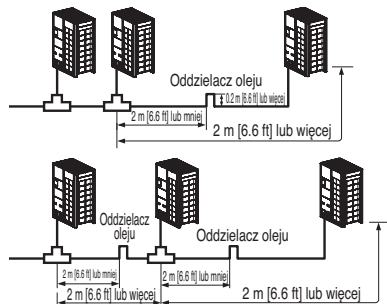 Oddzielacz oleju
0.2 m [6.6 ft] lub więcej
2 m [6.6 ft] lub mniej
2 m [6.6 ft] lub więcej
Oddzielacz
oleju
Oddzielacz oleju
2 m [6.6 ft] lub mniej
2 m [6.6 ft] lub mniej
2 m [6.6 ft] lub więcej
2 m [6.6 ft] lub więcej